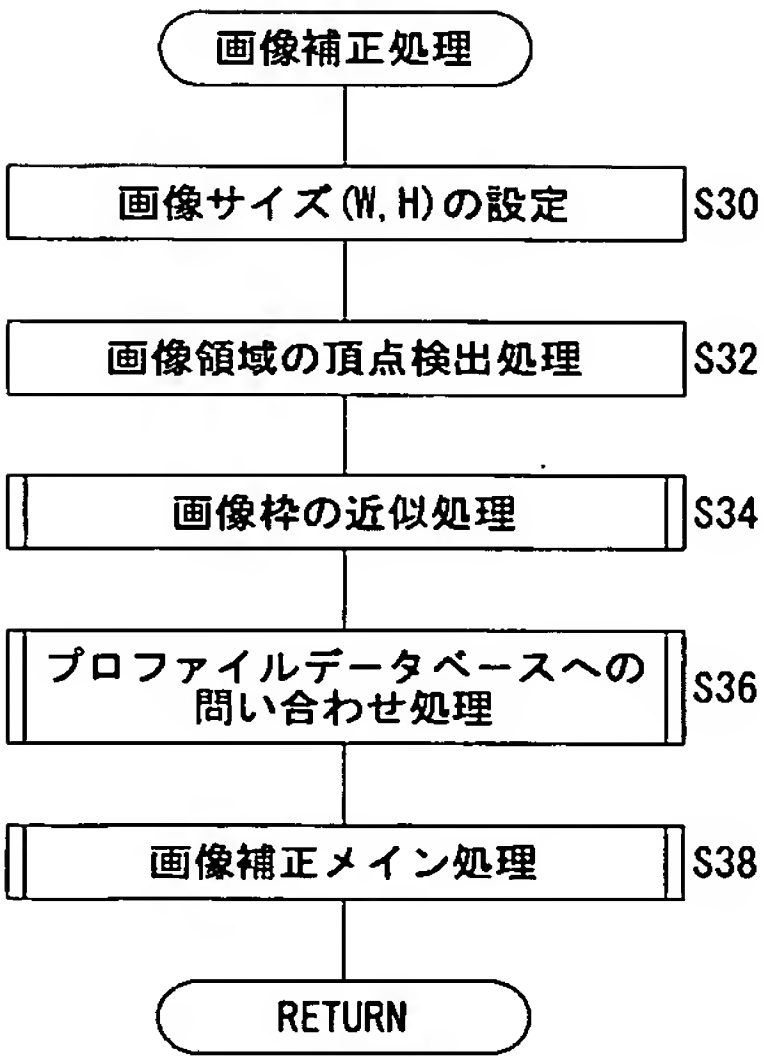 画像補正処理
画像サイズ(W,H)の設定 S30
画像領域の頂点検出処理 S32
画像枠の近似処理 S34
プロファイルデータベースへの
問い合わせ処理 S36
画像補正メイン処理 S38
RETURN